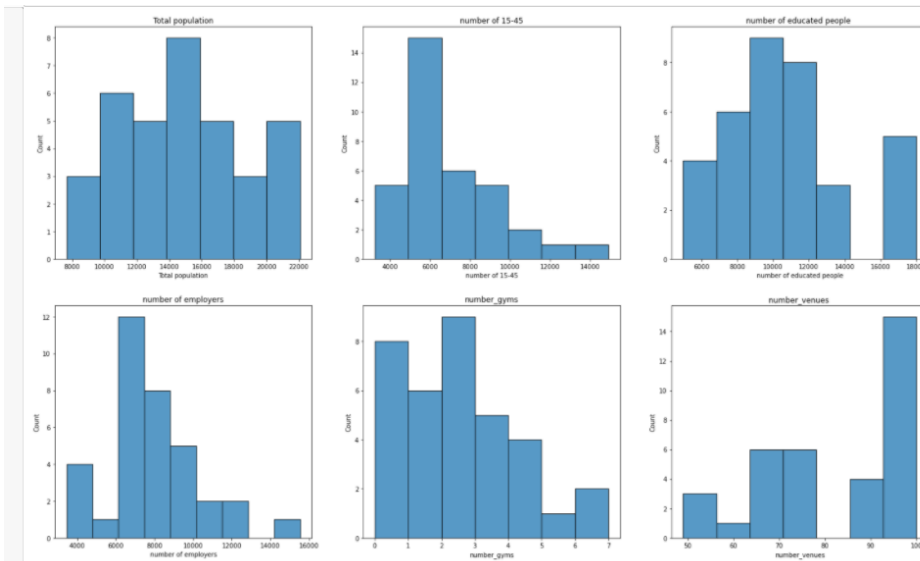 Total population
8
7
6
5
4
3
2
1
0
Count
8000 10000 12000 14000 16000 18000 20000 22000
Total population
number of 15-45
14
12
10
8
6
4
2
0
Count
4000 6000 8000 10000 12000 14000
number of 15-45
number of educated people
8
6
4
2
0
Count
6000 8000 10000 12000 14000 16000 1800
number of educated people
number of employers
12
10
8
6
4
2
0
Count
4000 6000 8000 10000 12000 14000 16000
number of employers
number_gyms
8
6
4
2
0
Count
0 1 2 3 4 5 6 7
number_gyms
number_venues
14
12
10
8
6
4
2
0
Count
50 60 70 80 90 100
number_venues